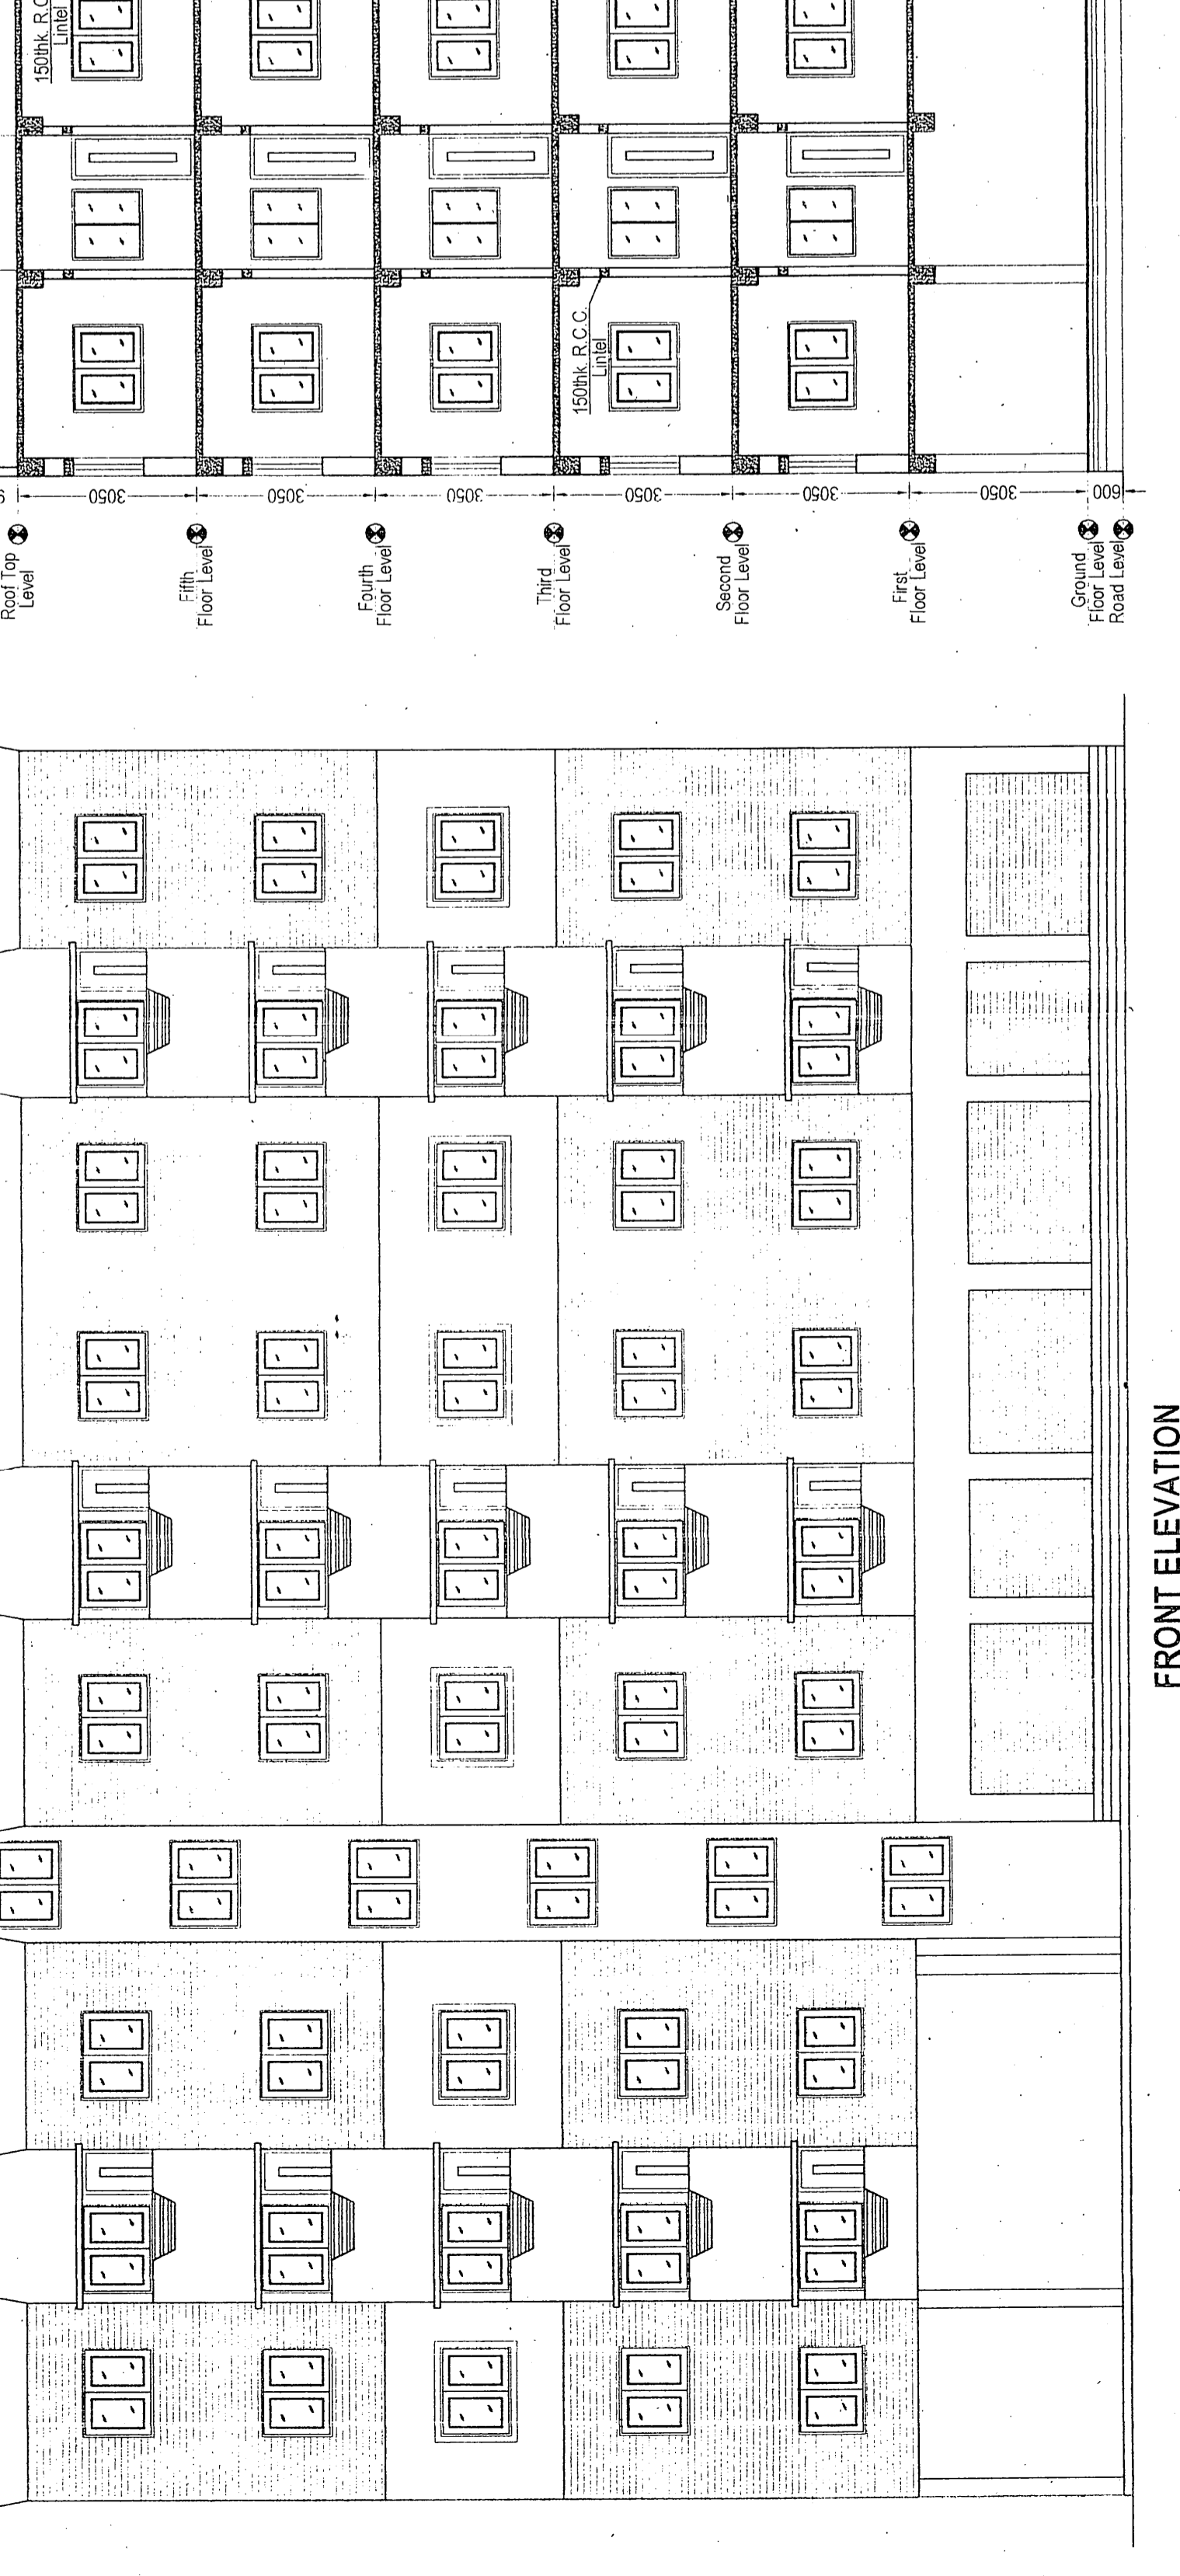 150thk. R.C
Lintel
150thk. R.C.C.
Lintel
3050
3050
3050
3050
3050
3050
600
Roof Top
Level
Fifth
Floor Level
Fourth
Floor Level
Third
Floor Level
Second
Floor Level
First
Floor Level
Ground
Floor Level
Road Level
FRONT ELEVATION